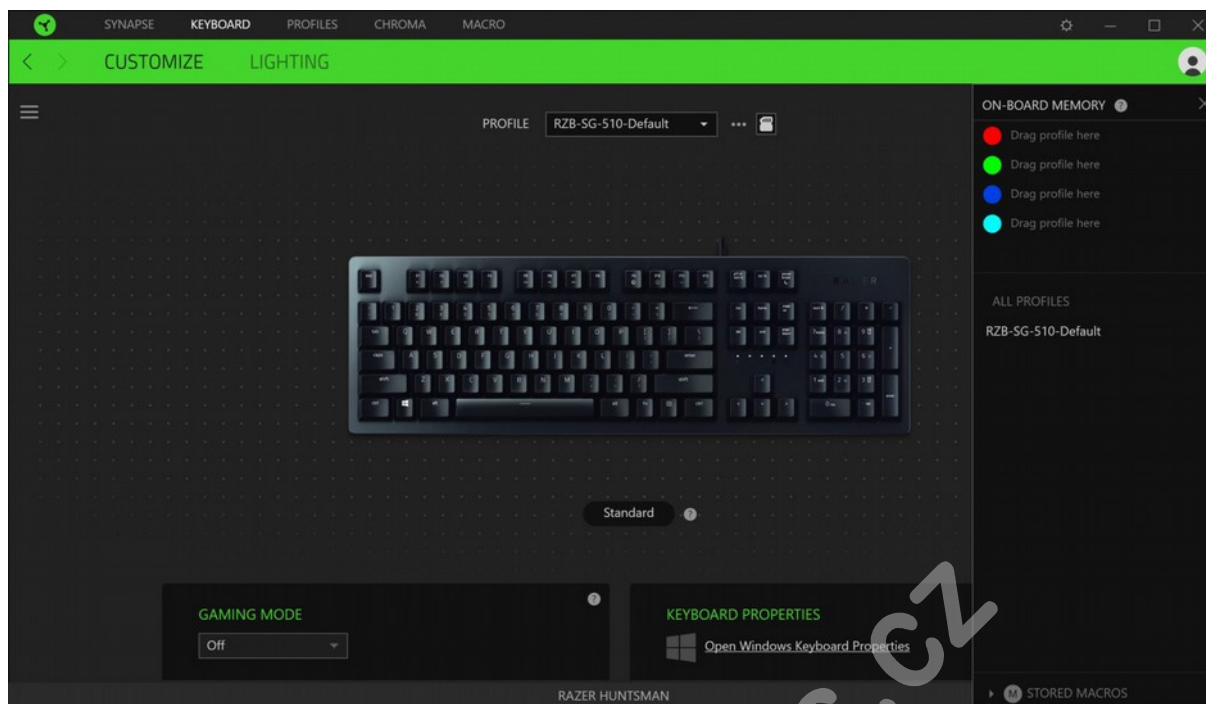 SYNAPSE KEYBOARD PROFILES CHROMA MACRO
CUSTOMIZE LIGHTING
PROFILE RZB-SG-510-Default
ON-BOARD MEMORY
Drag profile here
Drag profile here
Drag profile here
Drag profile here
ALL PROFILES
RZB-SG-510-Default
Standard
GAMING MODE
Off
KEYBOARD PROPERTIES
Open Windows Keyboard Properties
RAZER HUNTSMAN
M STORED MACROS